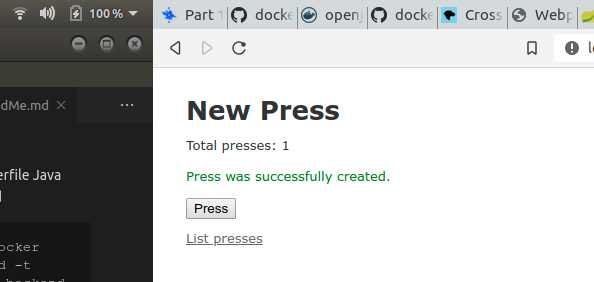 100 %
Part 1
docke
openj
docke
Cross
Webp
dMe.md
erfile Java
ocker
d -t
New Press
Total presses: 1
Press was successfully created.
Press
List presses